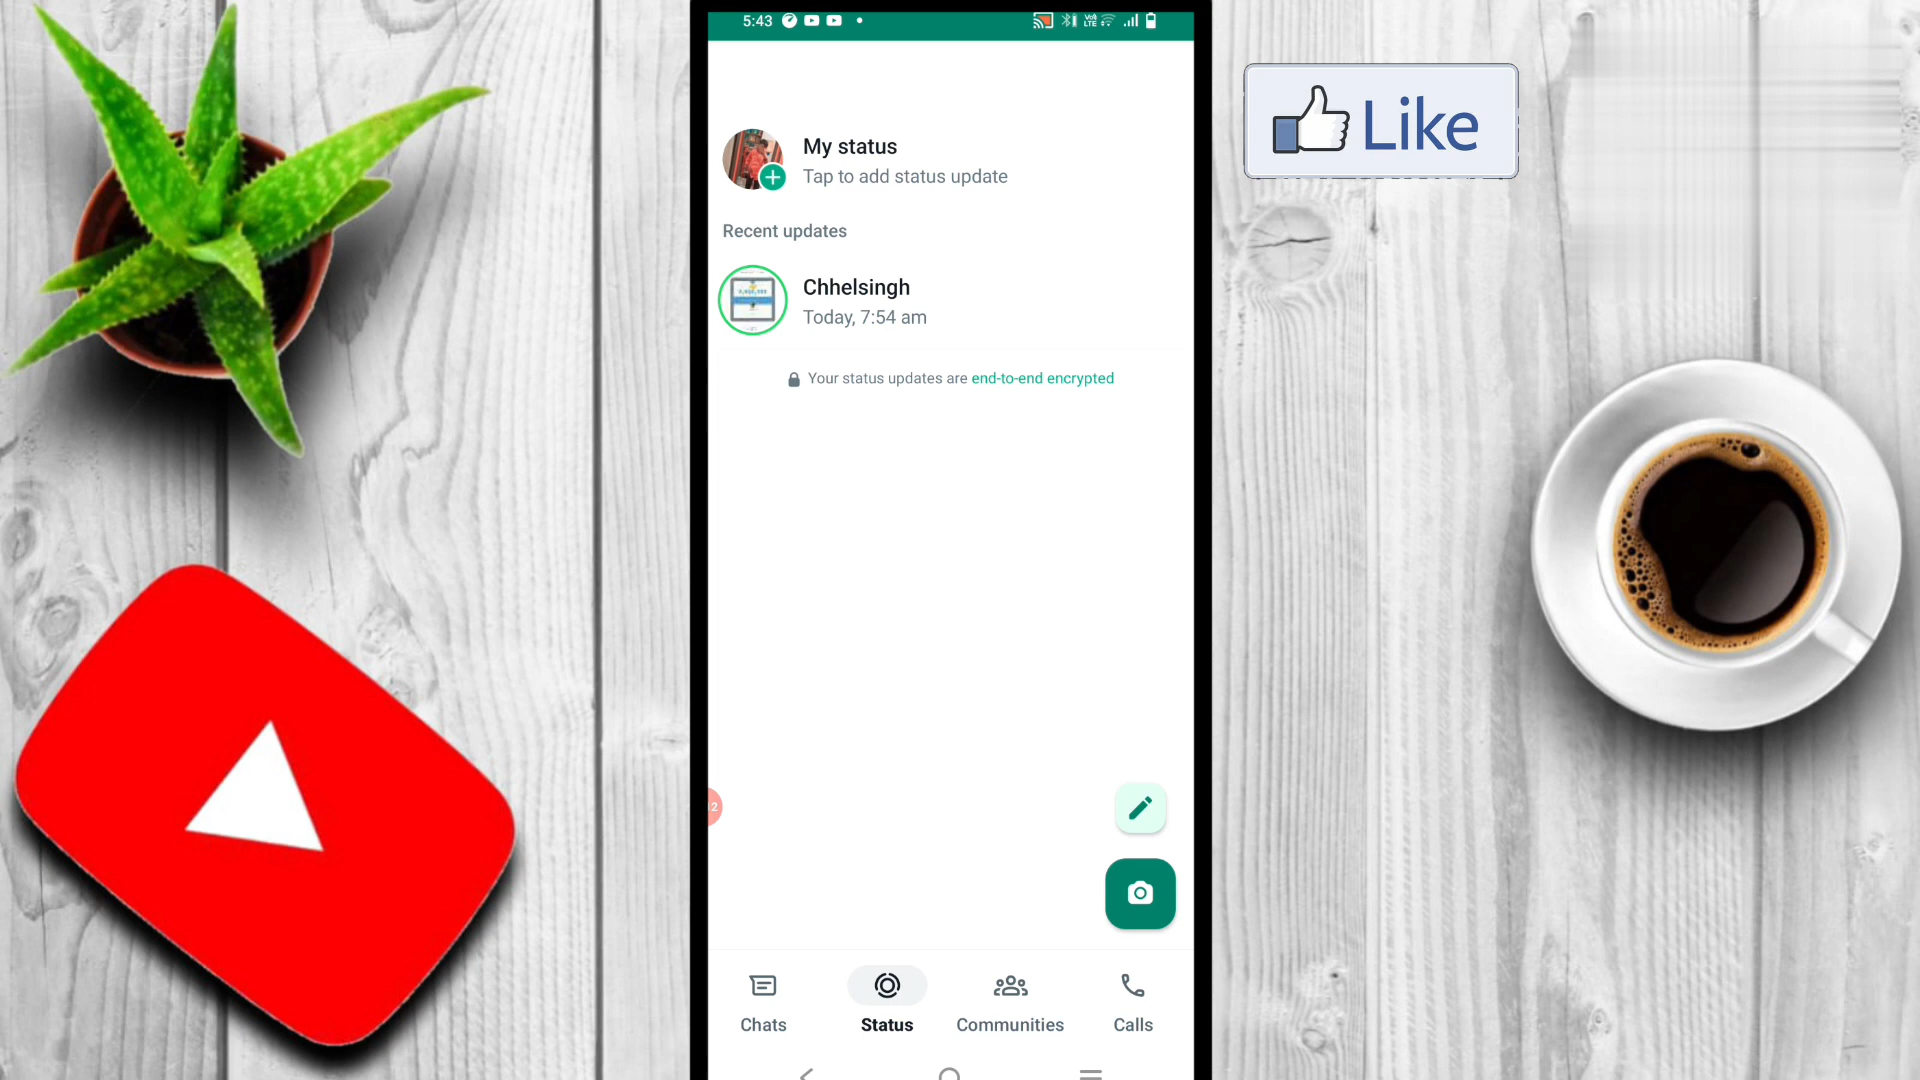 5:43
My status
Tap to add status update
Recent updates
Chhelsingh
Today, 7:54 am
Your status updates are end-to-end encrypted
12
Chats
Status
Communities
Calls
Like